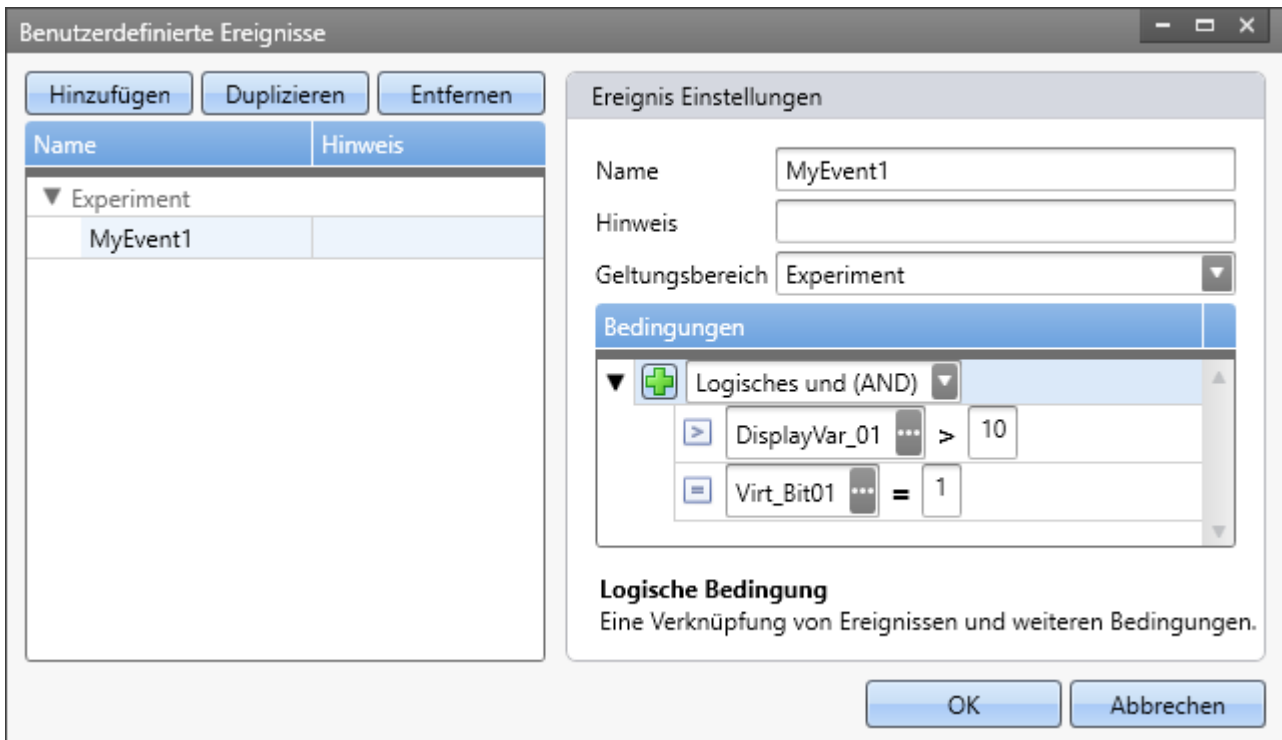 Benutzerdefinierte Ereignisse
Hinzufügen Duplizieren Entfernen
Name Hinweis
Experiment
MyEvent1
Ereignis Einstellungen
Name MyEvent1
Hinweis
Geltungsbereich Experiment
Bedingungen
Logisches und (AND)
> DisplayVar_01 ... > 10
= Virt_Bit01 ... = 1
Logische Bedingung
Eine Verknüpfung von Ereignissen und weiteren Bedingungen.
OK Abbrechen